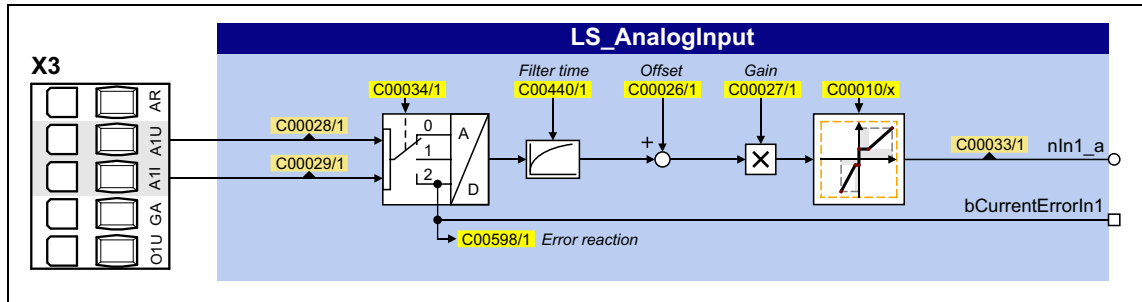 LS_AnalogInput
X3
AR
A1U
A1I
GA
O1U
Filter time
Offset
Gain
C00034/1
C00440/1
C00026/1
C00027/1
C00010/x
C00028/1
C00029/1
0
1
2
A
D
+
C00033/1
nIn1_a
bCurrentErrorIn1
C00598/1 Error reaction